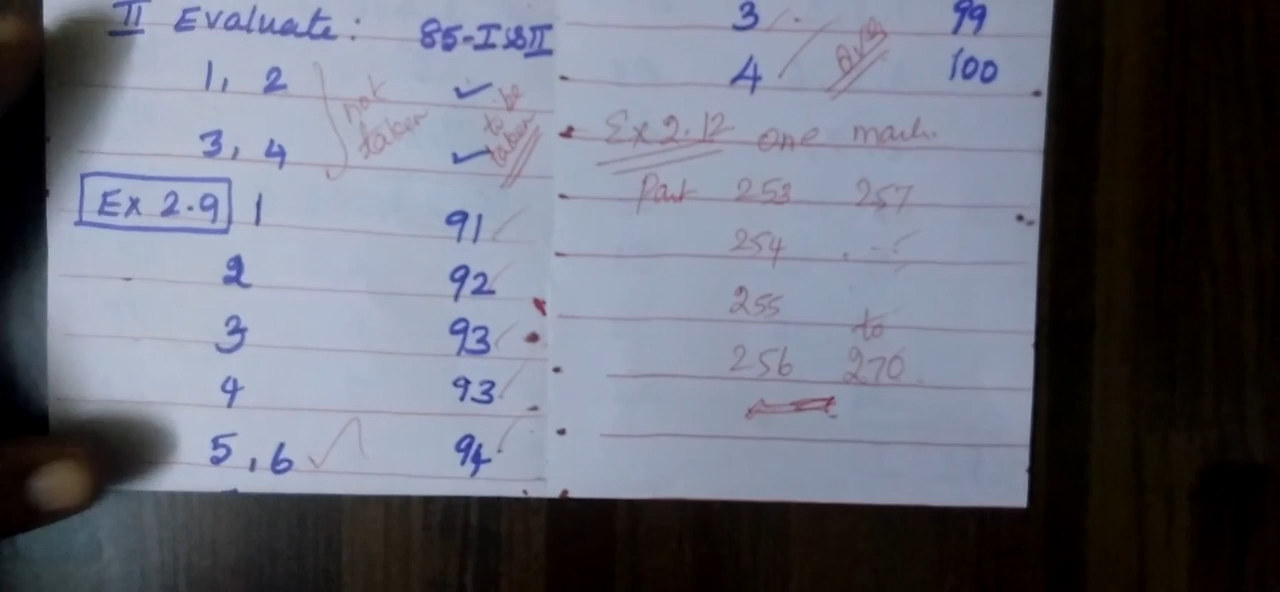 II Evaluate: 85-I & II
1, 2 not taken ✓ to be taken
3, 4 ✓
Ex 2.9 1 91
2 92
3 93
4 93
5, 6 94
3 99
4 100
Ex 2.12 one mark.
Part 253 257
254
255 to
256 270